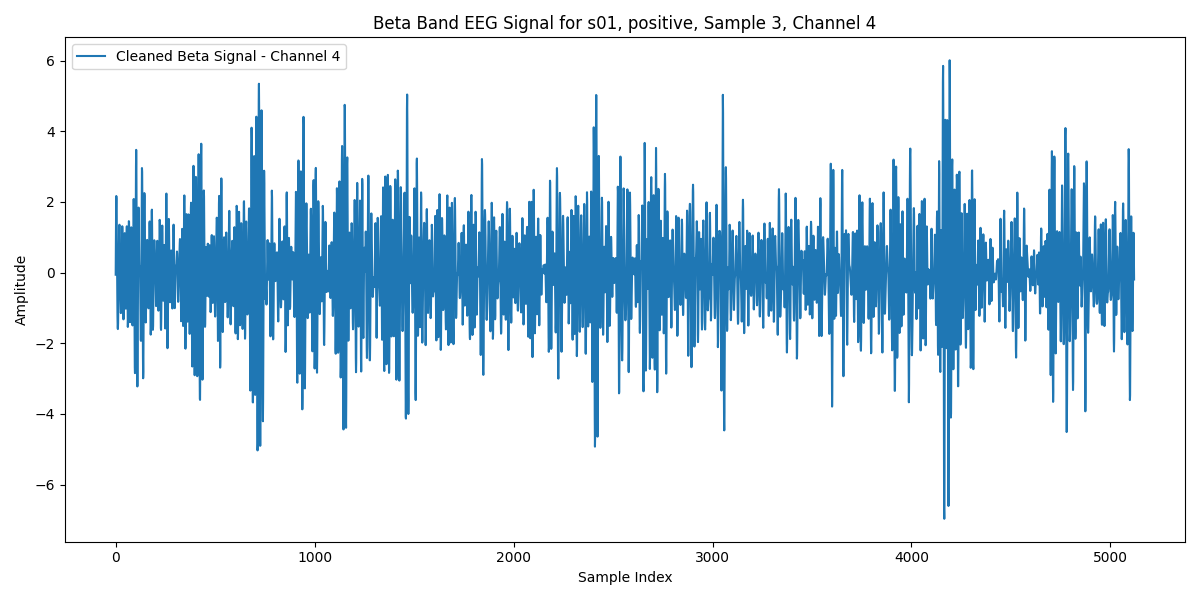 Beta Band EEG Signal for s01, positive, Sample 3, Channel 4
Cleaned Beta Signal - Channel 4
Amplitude
6
4
2
0
−2
−4
−6
0 1000 2000 3000 4000 5000
Sample Index